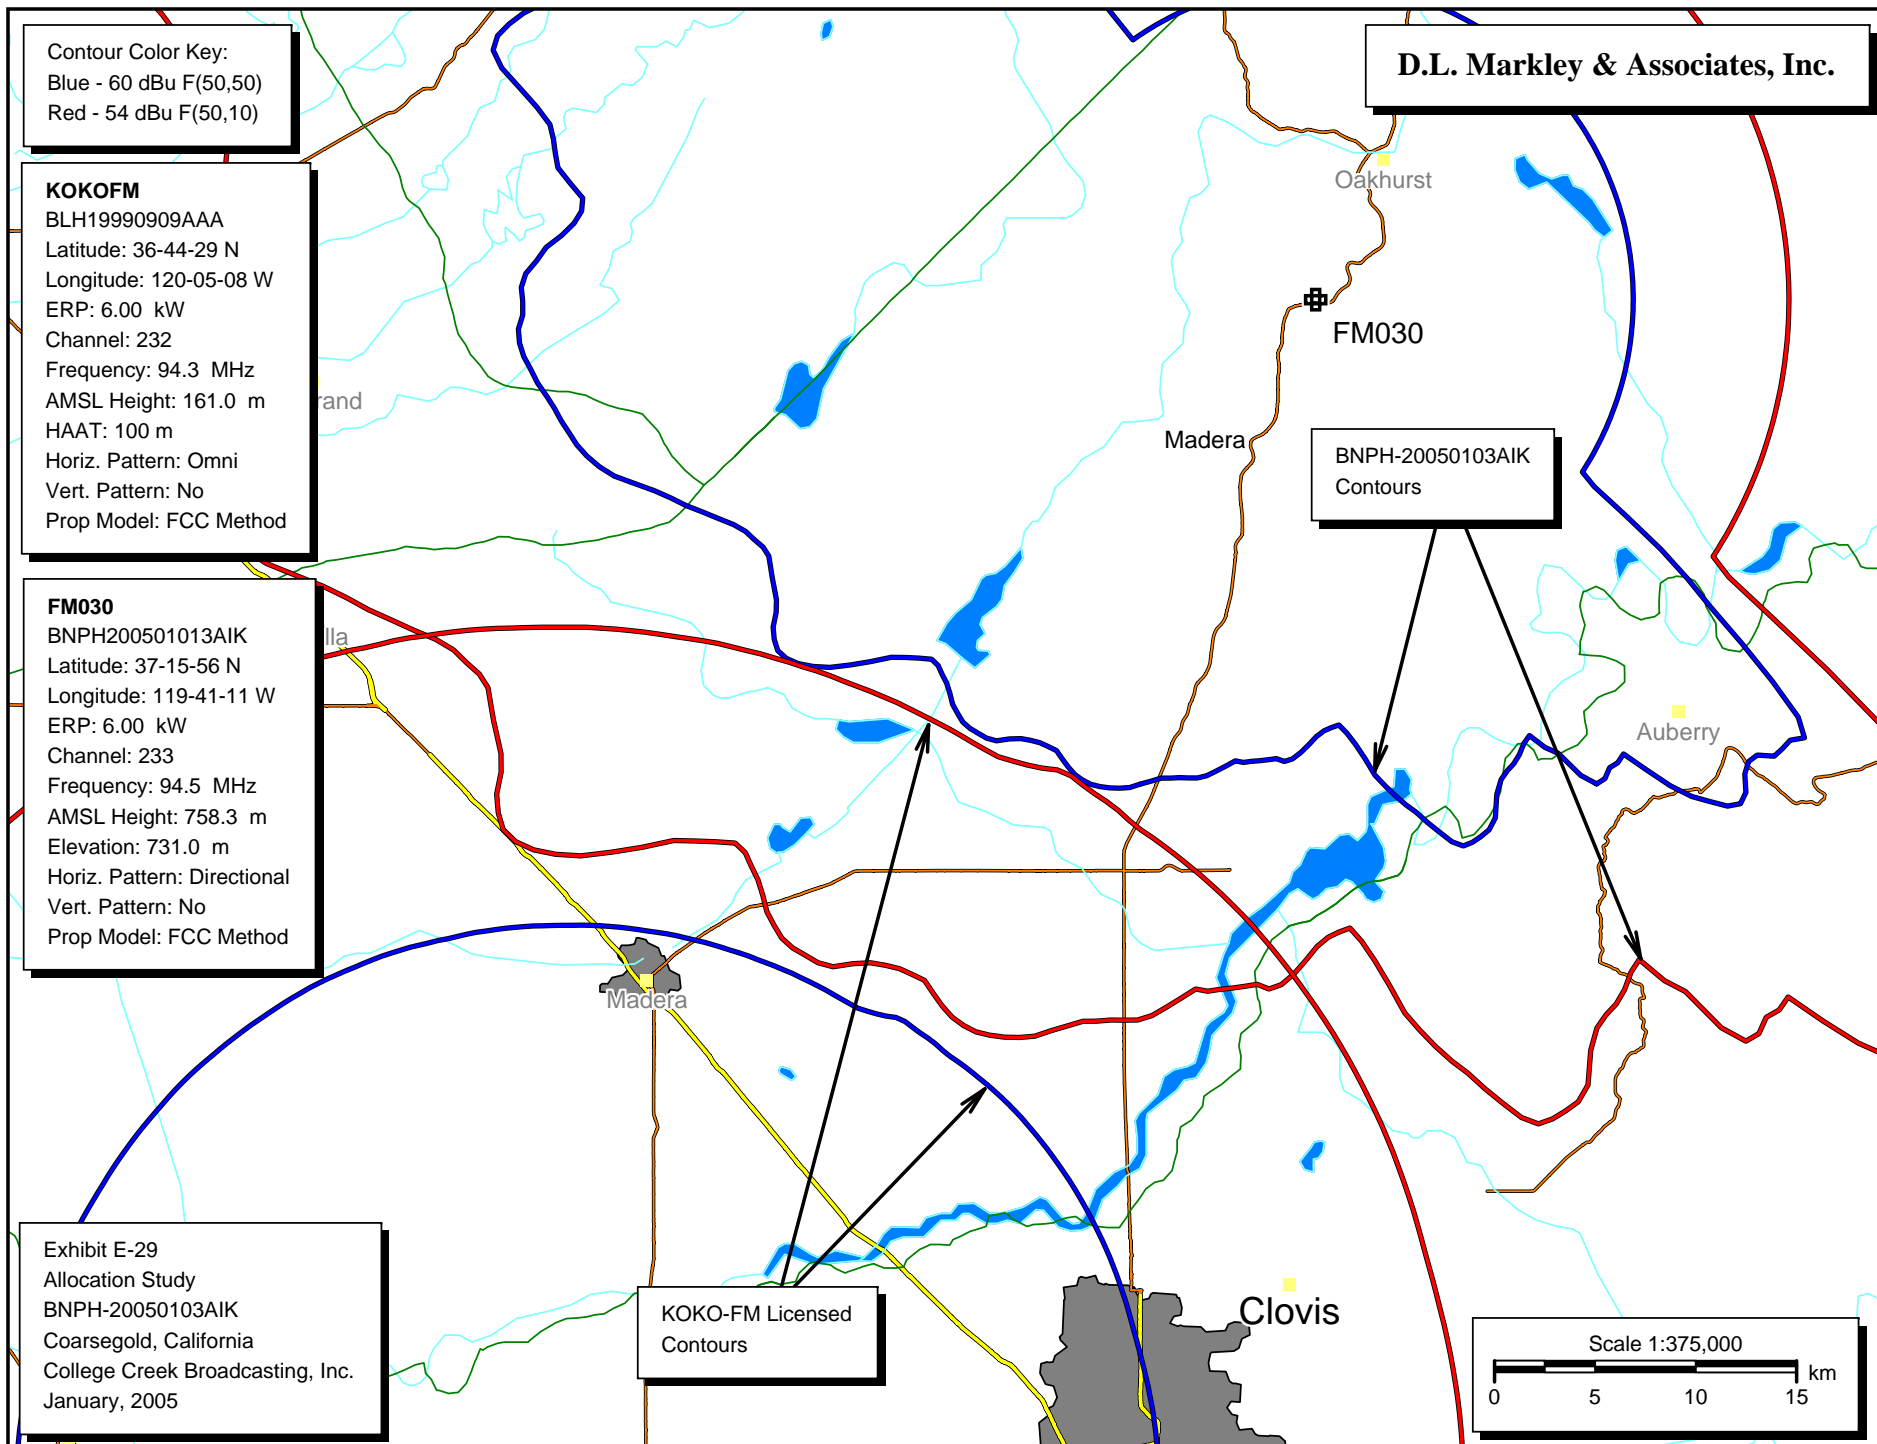 Contour Color Key:
Blue - 60 dBu F(50,50)
Red - 54 dBu F(50,10)
D.L. Markley & Associates, Inc.
KOKOFM
BLH19990909AAA
Latitude: 36-44-29 N
Longitude: 120-05-08 W
ERP: 6.00 kW
Channel: 232
Frequency: 94.3 MHz
AMSL Height: 161.0 m
HAAT: 100 m
Horiz. Pattern: Omni
Vert. Pattern: No
Prop Model: FCC Method
rand
Oakhurst
FM030
Madera
BNPH-20050103AIK
Contours
FM030
BNPH200501013AIK
Latitude: 37-15-56 N
Longitude: 119-41-11 W
ERP: 6.00 kW
Channel: 233
Frequency: 94.5 MHz
AMSL Height: 758.3 m
Elevation: 731.0 m
Horiz. Pattern: Directional
Vert. Pattern: No
Prop Model: FCC Method
lla
Auberry
Madera
Exhibit E-29
Allocation Study
BNPH-20050103AIK
Coarsegold, California
College Creek Broadcasting, Inc.
January, 2005
KOKO-FM Licensed
Contours
Clovis
Scale 1:375,000
km
0 5 10 15